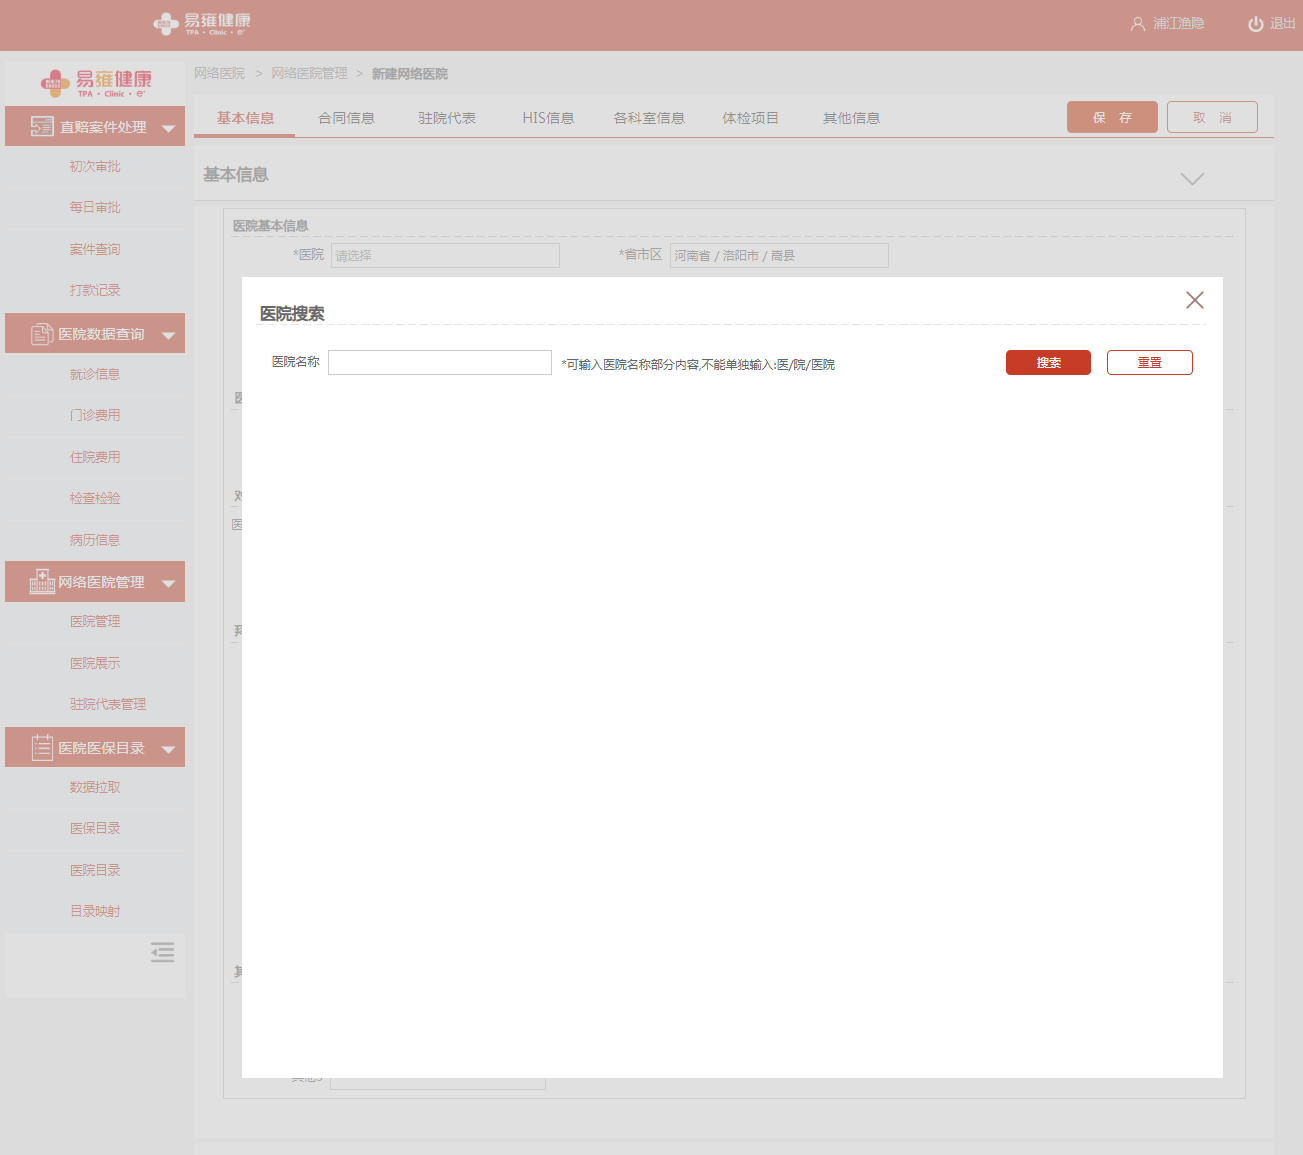 易雍健康
TPA · Clinic · e⁺
浦江渔隐
退出
易雍健康
TPA · Clinic · e⁺
直赔案件处理
初次审批
每日审批
案件查询
打款记录
医院数据查询
就诊信息
门诊费用
住院费用
检查检验
病历信息
网络医院管理
医院管理
医院展示
驻院代表管理
医院医保目录
数据拉取
医保目录
医院目录
目录映射
网络医院 > 网络医院管理 > 新建网络医院
基本信息 合同信息 驻院代表 HIS信息 各科室信息 体检项目 其他信息
保 存 取 消
基本信息
医院基本信息
*医院 请选择 *省市区 河南省 / 洛阳市 / 嵩县
医院搜索
医院名称 *可输入医院名称部分内容,不能单独输入:医/院/医院 搜索 重置
医